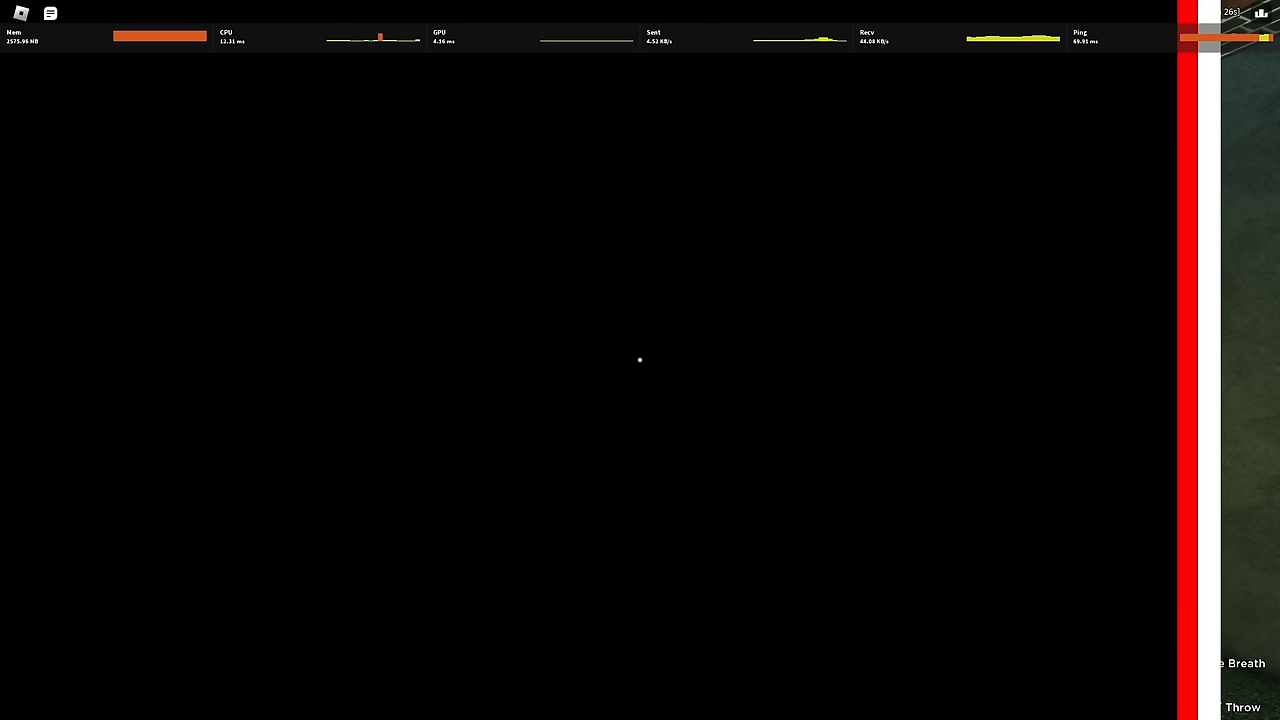 26s]
Mem
2575.96 MB
CPU
12.31 ms
GPU
4.16 ms
Sent
4.52 KB/s
Recv
44.08 KB/s
Ping
69.91 ms
e Breath
Throw